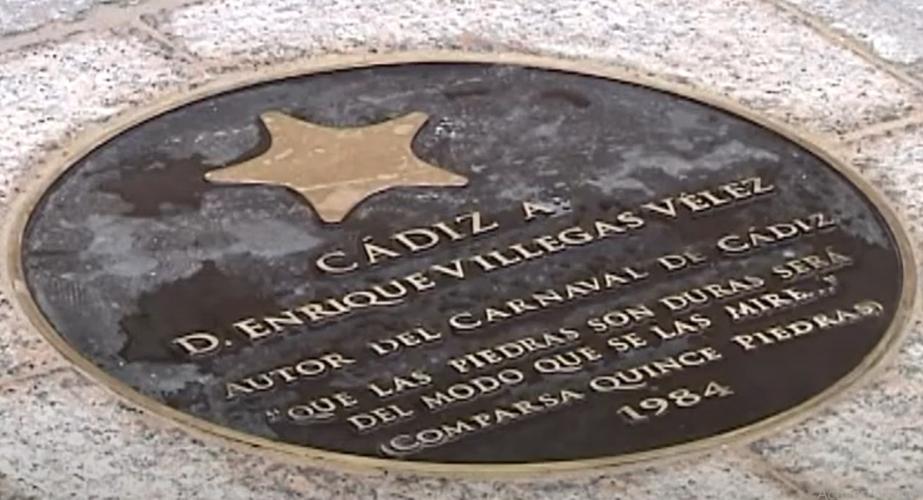 CÁDIZ A:
D. ENRIQUE VILLEGAS VÉLEZ
AUTOR DEL CARNAVAL DE CÁDIZ.
"QUE LAS PIEDRAS SON DURAS SERÁ
DEL MODO QUE SE LAS MIRE..."
(COMPARSA QUINCE PIEDRAS)
1984